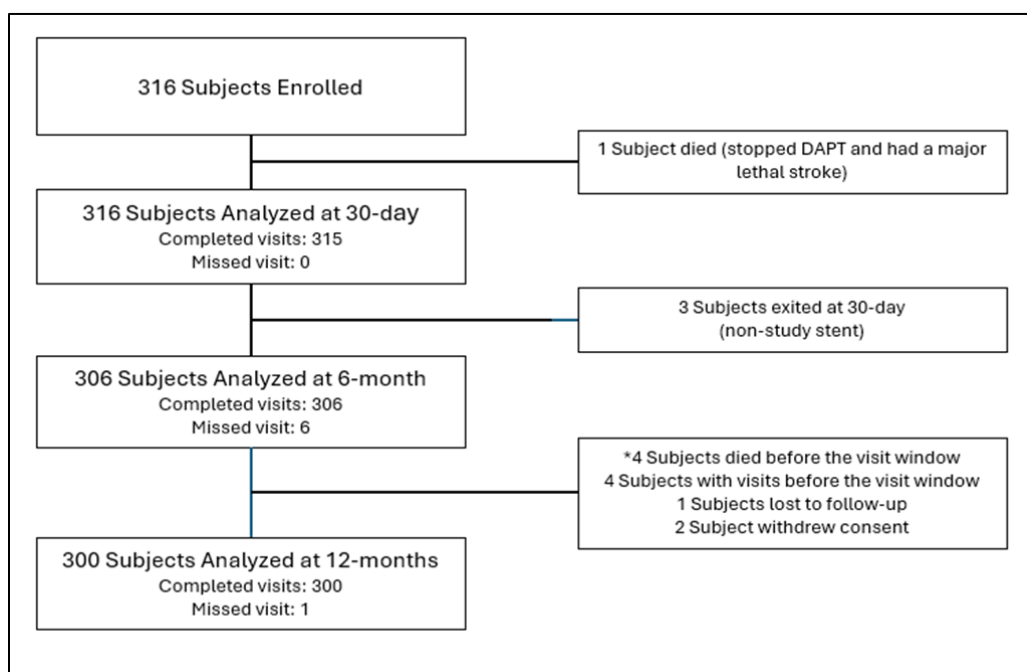 316 Subjects Enrolled
1 Subject died (stopped DAPT and had a major
lethal stroke)
316 Subjects Analyzed at 30-day
Completed visits: 315
Missed visit: 0
3 Subjects exited at 30-day
(non-study stent)
306 Subjects Analyzed at 6-month
Completed visits: 306
Missed visit: 6
*4 Subjects died before the visit window
4 Subjects with visits before the visit window
1 Subjects lost to follow-up
2 Subject withdrew consent
300 Subjects Analyzed at 12-months
Completed visits: 300
Missed visit: 1